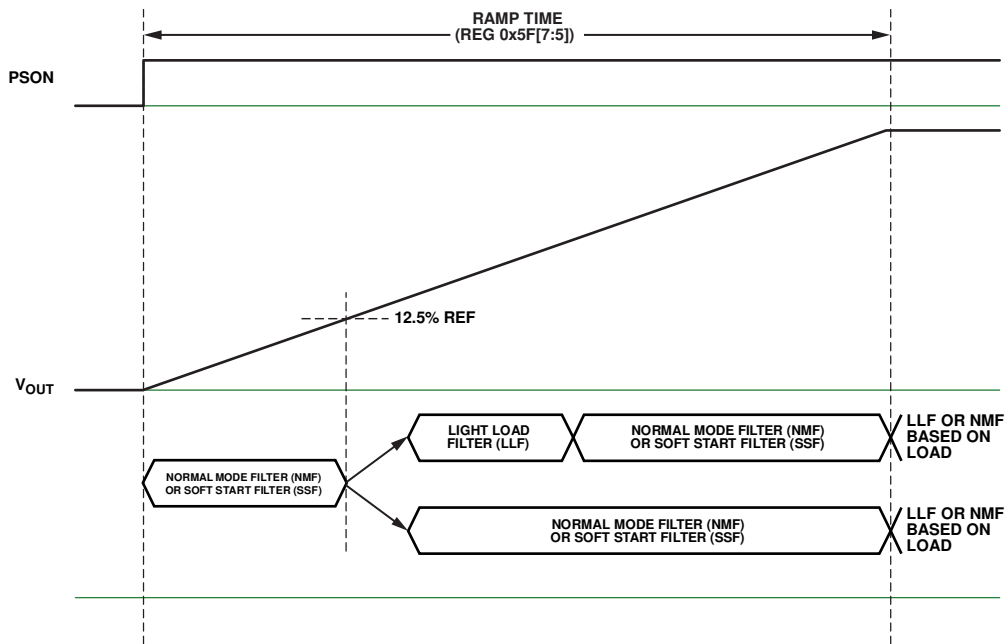 RAMP TIME
(REG 0x5F[7:5])
PSON
12.5% REF
VOUT
LIGHT LOAD
FILTER (LLF)
NORMAL MODE FILTER (NMF)
OR SOFT START FILTER (SSF)
LLF OR NMF
BASED ON
LOAD
NORMAL MODE FILTER (NMF)
OR SOFT START FILTER (SSF)
NORMAL MODE FILTER (NMF)
OR SOFT START FILTER (SSF)
LLF OR NMF
BASED ON
LOAD